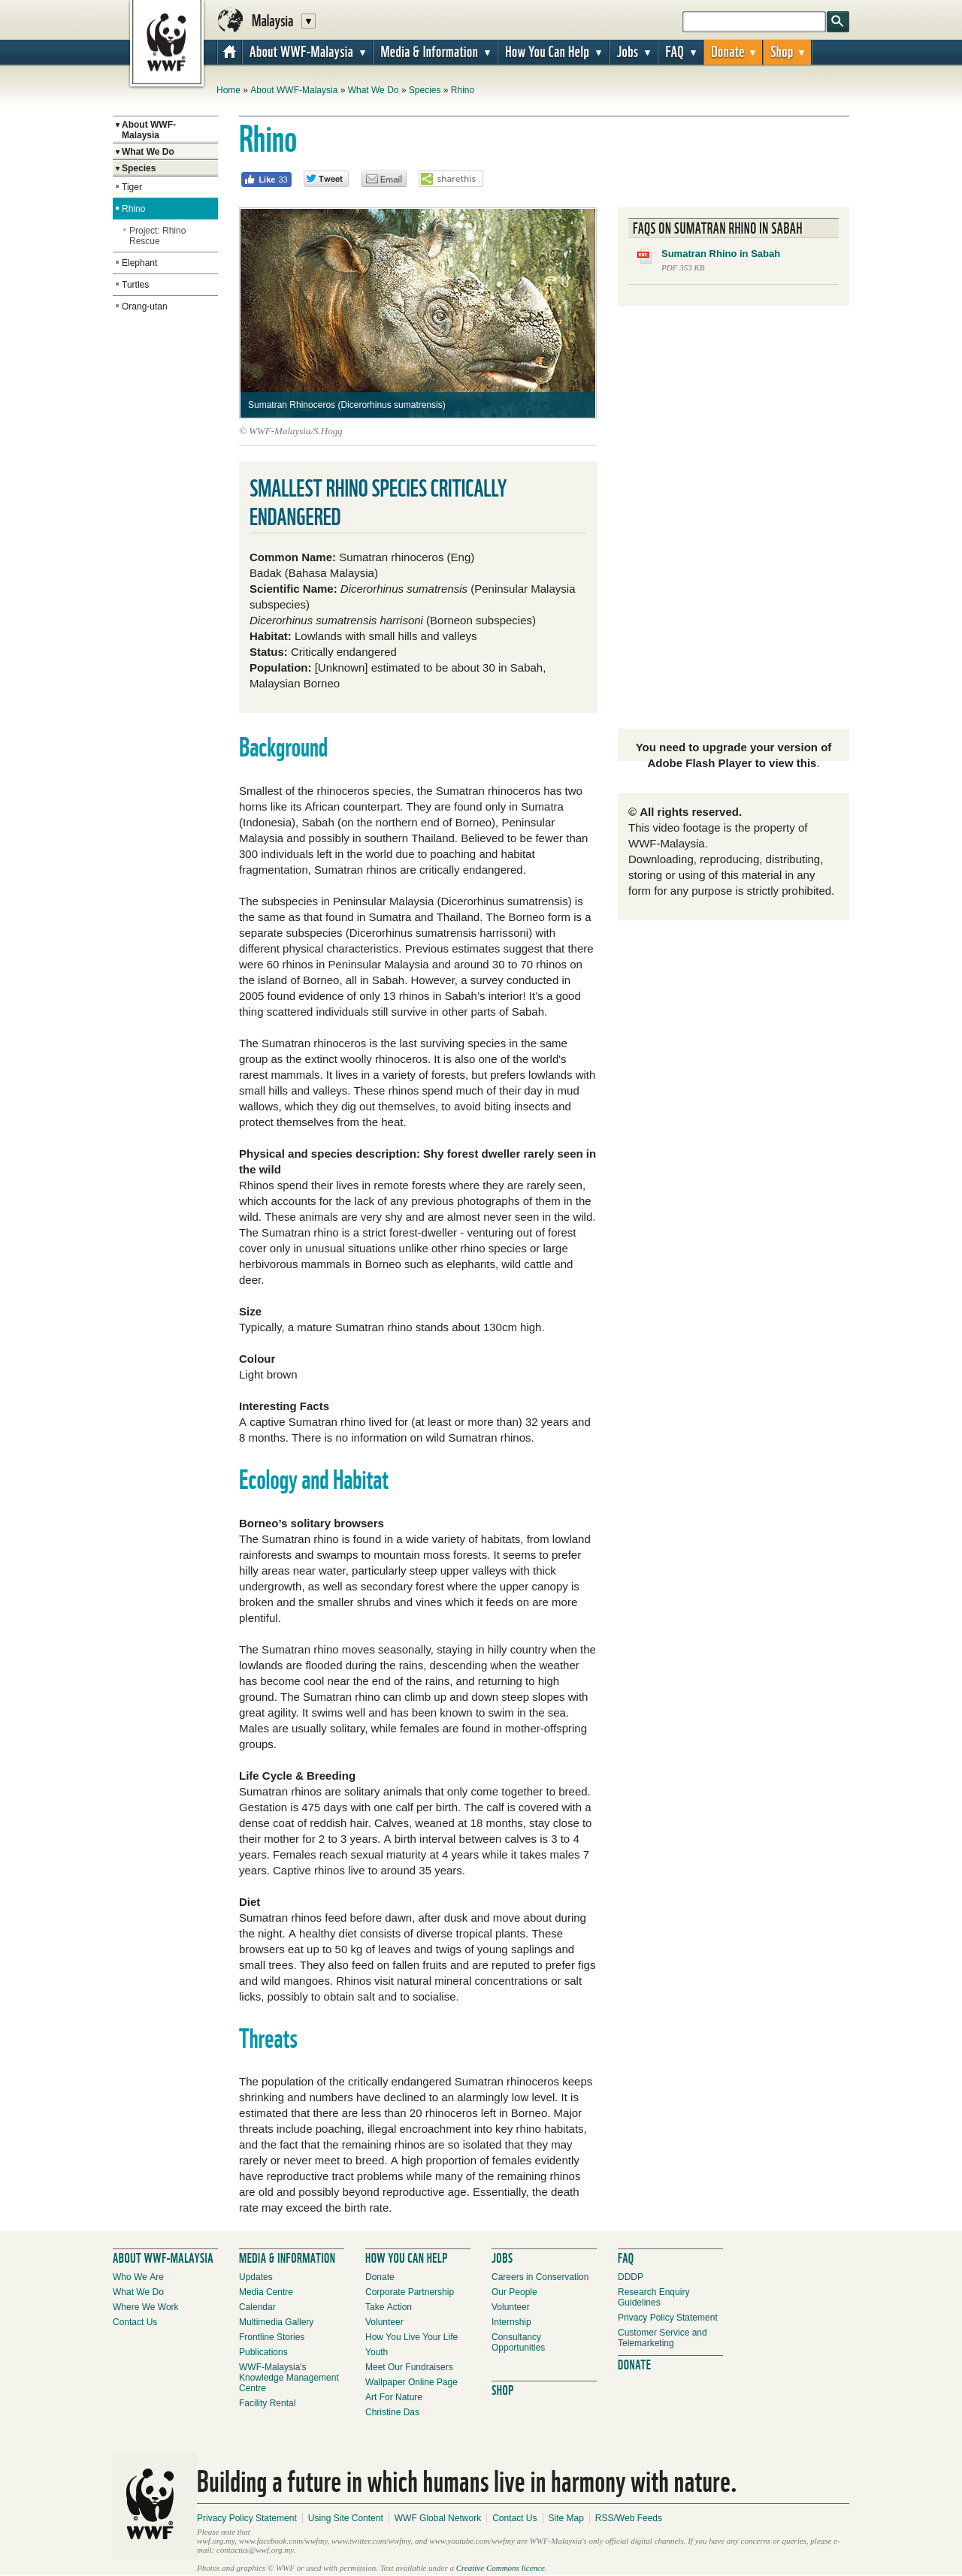 WWF
Malaysia
About WWF-Malaysia
Media & Information
How You Can Help
Jobs
FAQ
Donate
Shop
Home » About WWF-Malaysia » What We Do » Species » Rhino
About WWF-
Malaysia
What We Do
Species
Tiger
Rhino
Project: Rhino
Rescue
Elephant
Turtles
Orang-utan
Rhino
Like 33
Tweet
Email
sharethis
Sumatran Rhinoceros (Dicerorhinus sumatrensis)
© WWF-Malaysia/S.Hogg
FAQS ON SUMATRAN RHINO IN SABAH
PDF
Sumatran Rhino in Sabah
PDF 353 KB
SMALLEST RHINO SPECIES CRITICALLY
ENDANGERED
Common Name: Sumatran rhinoceros (Eng)
Badak (Bahasa Malaysia)
Scientific Name: Dicerorhinus sumatrensis (Peninsular Malaysia
subspecies)
Dicerorhinus sumatrensis harrisoni (Borneon subspecies)
Habitat: Lowlands with small hills and valleys
Status: Critically endangered
Population: [Unknown] estimated to be about 30 in Sabah,
Malaysian Borneo
Background
Smallest of the rhinoceros species, the Sumatran rhinoceros has two
horns like its African counterpart. They are found only in Sumatra
(Indonesia), Sabah (on the northern end of Borneo), Peninsular
Malaysia and possibly in southern Thailand. Believed to be fewer than
300 individuals left in the world due to poaching and habitat
fragmentation, Sumatran rhinos are critically endangered.
The subspecies in Peninsular Malaysia (Dicerorhinus sumatrensis) is
the same as that found in Sumatra and Thailand. The Borneo form is a
separate subspecies (Dicerorhinus sumatrensis harrissoni) with
different physical characteristics. Previous estimates suggest that there
were 60 rhinos in Peninsular Malaysia and around 30 to 70 rhinos on
the island of Borneo, all in Sabah. However, a survey conducted in
2005 found evidence of only 13 rhinos in Sabah's interior! It's a good
thing scattered individuals still survive in other parts of Sabah.
The Sumatran rhinoceros is the last surviving species in the same
group as the extinct woolly rhinoceros. It is also one of the world's
rarest mammals. It lives in a variety of forests, but prefers lowlands with
small hills and valleys. These rhinos spend much of their day in mud
wallows, which they dig out themselves, to avoid biting insects and
protect themselves from the heat.
Physical and species description: Shy forest dweller rarely seen in
the wild
Rhinos spend their lives in remote forests where they are rarely seen,
which accounts for the lack of any previous photographs of them in the
wild. These animals are very shy and are almost never seen in the wild.
The Sumatran rhino is a strict forest-dweller - venturing out of forest
cover only in unusual situations unlike other rhino species or large
herbivorous mammals in Borneo such as elephants, wild cattle and
deer.
Size
Typically, a mature Sumatran rhino stands about 130cm high.
Colour
Light brown
Interesting Facts
A captive Sumatran rhino lived for (at least or more than) 32 years and
8 months. There is no information on wild Sumatran rhinos.
You need to upgrade your version of
Adobe Flash Player to view this.
© All rights reserved.
This video footage is the property of
WWF-Malaysia.
Downloading, reproducing, distributing,
storing or using of this material in any
form for any purpose is strictly prohibited.
Ecology and Habitat
Borneo's solitary browsers
The Sumatran rhino is found in a wide variety of habitats, from lowland
rainforests and swamps to mountain moss forests. It seems to prefer
hilly areas near water, particularly steep upper valleys with thick
undergrowth, as well as secondary forest where the upper canopy is
broken and the smaller shrubs and vines which it feeds on are more
plentiful.
The Sumatran rhino moves seasonally, staying in hilly country when the
lowlands are flooded during the rains, descending when the weather
has become cool near the end of the rains, and returning to high
ground. The Sumatran rhino can climb up and down steep slopes with
great agility. It swims well and has been known to swim in the sea.
Males are usually solitary, while females are found in mother-offspring
groups.
Life Cycle & Breeding
Sumatran rhinos are solitary animals that only come together to breed.
Gestation is 475 days with one calf per birth. The calf is covered with a
dense coat of reddish hair. Calves, weaned at 18 months, stay close to
their mother for 2 to 3 years. A birth interval between calves is 3 to 4
years. Females reach sexual maturity at 4 years while it takes males 7
years. Captive rhinos live to around 35 years.
Diet
Sumatran rhinos feed before dawn, after dusk and move about during
the night. A healthy diet consists of diverse tropical plants. These
browsers eat up to 50 kg of leaves and twigs of young saplings and
small trees. They also feed on fallen fruits and are reputed to prefer figs
and wild mangoes. Rhinos visit natural mineral concentrations or salt
licks, possibly to obtain salt and to socialise.
Threats
The population of the critically endangered Sumatran rhinoceros keeps
shrinking and numbers have declined to an alarmingly low level. It is
estimated that there are less than 20 rhinoceros left in Borneo. Major
threats include poaching, illegal encroachment into key rhino habitats,
and the fact that the remaining rhinos are so isolated that they may
rarely or never meet to breed. A high proportion of females evidently
have reproductive tract problems while many of the remaining rhinos
are old and possibly beyond reproductive age. Essentially, the death
rate may exceed the birth rate.
ABOUT WWF-MALAYSIA
Who We Are
What We Do
Where We Work
Contact Us
MEDIA & INFORMATION
Updates
Media Centre
Calendar
Multimedia Gallery
Frontline Stories
Publications
WWF-Malaysia's
Knowledge Management
Centre
Facility Rental
HOW YOU CAN HELP
Donate
Corporate Partnership
Take Action
Volunteer
How You Live Your Life
Youth
Meet Our Fundraisers
Wallpaper Online Page
Art For Nature
Christine Das
JOBS
Careers in Conservation
Our People
Volunteer
Internship
Consultancy
Opportunities
SHOP
FAQ
DDDP
Research Enquiry
Guidelines
Privacy Policy Statement
Customer Service and
Telemarketing
DONATE
WWF
Building a future in which humans live in harmony with nature.
Privacy Policy Statement
Using Site Content
WWF Global Network
Contact Us
Site Map
RSS/Web Feeds
Please note that
wwf.org.my, www.facebook.com/wwfmy, www.twitter.com/wwfmy, and www.youtube.com/wwfmy are WWF-Malaysia's only official digital channels. If you have any concerns or queries, please e-
mail: contactus@wwf.org.my.
Photos and graphics © WWF or used with permission. Text available under a Creative Commons licence.